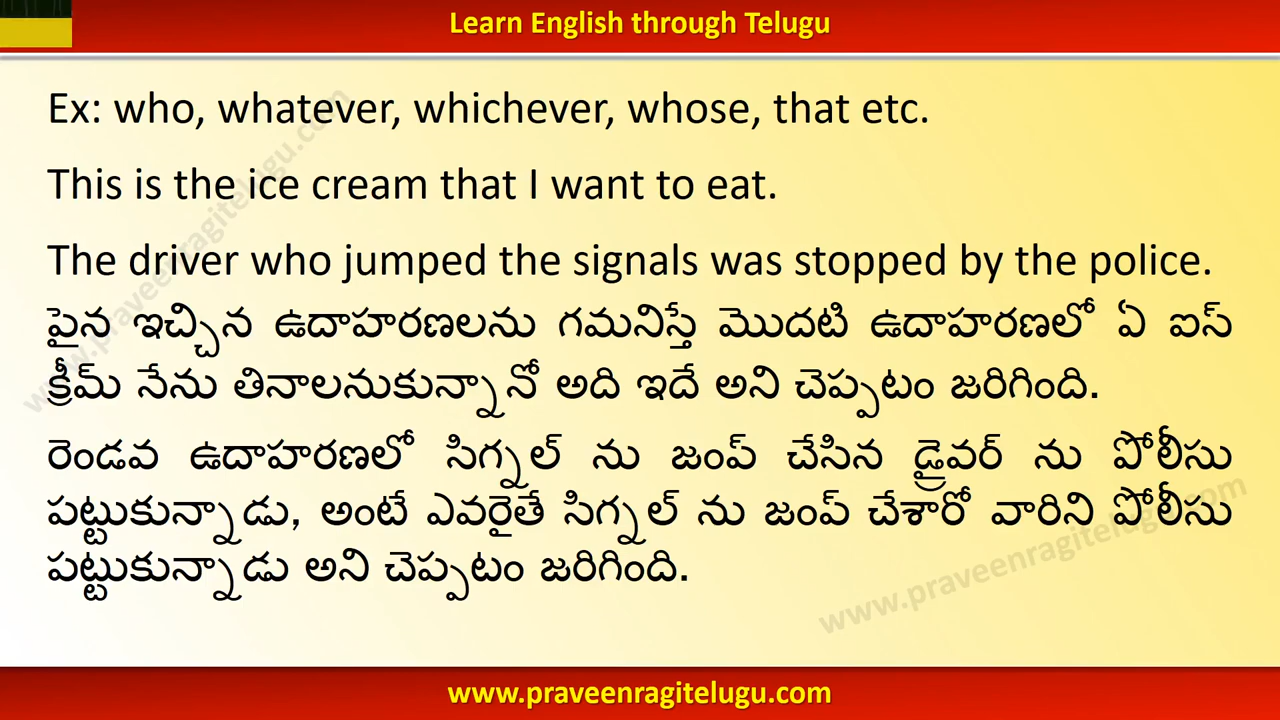 Learn English through Telugu
Ex: who, whatever, whichever, whose, that etc.
This is the ice cream that I want to eat.
The driver who jumped the signals was stopped by the police.
పైన ఇచ్చిన ఉదాహరణలను గమనిస్తే మొదటి ఉదాహరణలో ఏ ఐస్
క్రీమ్ నేను తినాలనుకున్నానో అది ఇదే అని చెప్పటం జరిగింది.
రెండవ ఉదాహరణలో సిగ్నల్ ను జంప్ చేసిన డ్రైవర్ ను పోలీసు
పట్టుకున్నాడు, అంటే ఎవరైతే సిగ్నల్ ను జంప్ చేశారో వారిని పోలీసు
పట్టుకున్నాడు అని చెప్పటం జరిగింది.
www.praveenragitelugu.com
www.praveenragitelugu.com
www.praveenragitelugu.com